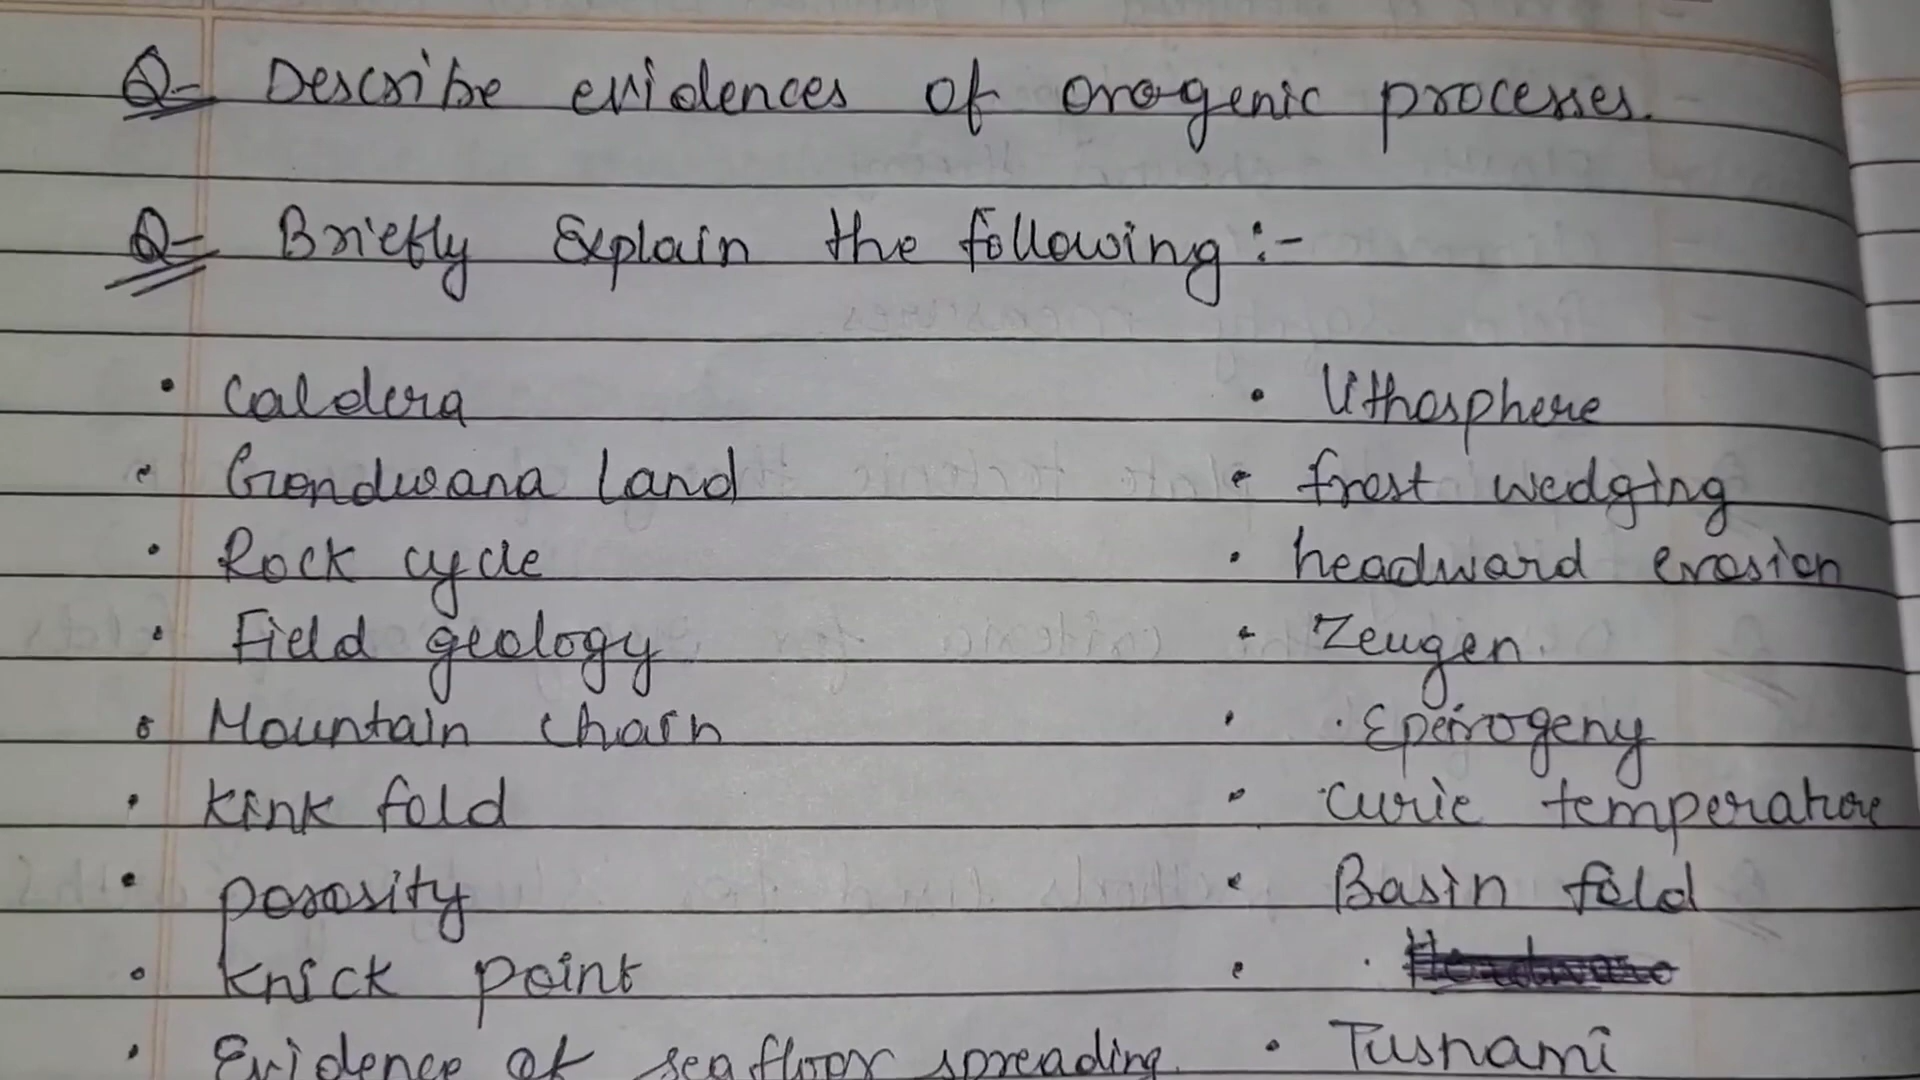 Q- Describe evidences of orogenic processes.
Q- Briefly Explain the following :-
• Caldera
• Gondwana Land
• Rock cycle
• Field geology
• Mountain chain
• Kink fold
• porosity
• Knick point
• Evidence of seafloor spreading.
• Lithosphere
• frost wedging
• headward erosion
• Zeugen.
• Epeirogeny
• curie temperature
• Basin fold
• Tusnami